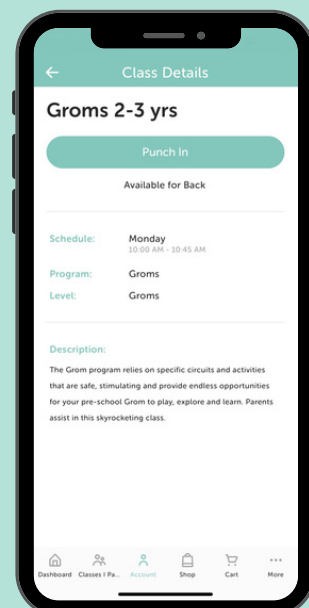 Class Details
Groms 2-3 yrs
Punch In
Available for Back
Schedule: Monday
10:00 AM - 10:45 AM
Program: Groms
Level: Groms
Description:
The Grom program relies on specific circuits and activities
that are safe, stimulating and provide endless opportunities
for your pre-school Grom to play, explore and learn. Parents
assist in this skyrocketing class.
Dashboard Classes I Pa... Account Shop Cart More